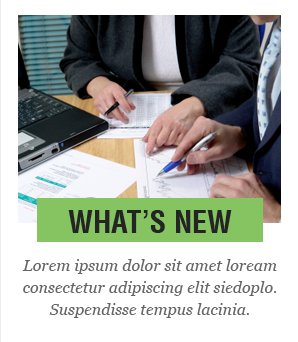 WHAT'S NEW
Lorem ipsum dolor sit amet loream
consectetur adipiscing elit siedoplo.
Suspendisse tempus lacinia.